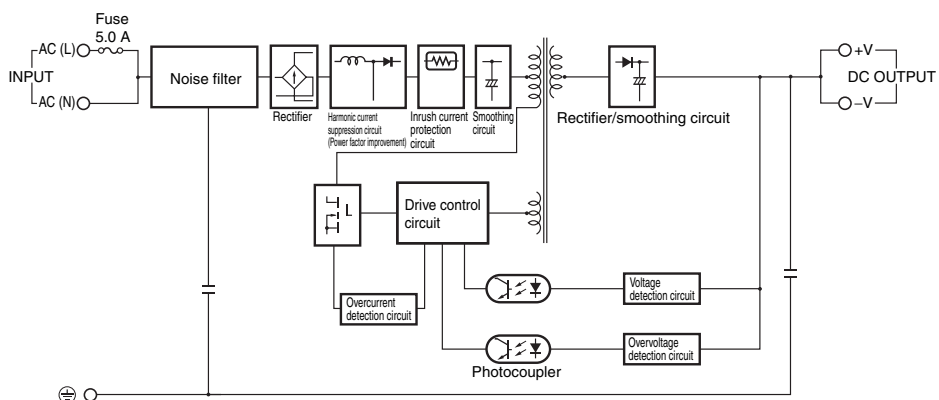 Fuse
5.0 A
AC (L)
INPUT
AC (N)
Noise filter
Rectifier
Harmonic current
suppression circuit
(Power factor improvement)
Inrush current
protection
circuit
Smoothing
circuit
Rectifier/smoothing circuit
+V
DC OUTPUT
–V
Drive control
circuit
Overcurrent
detection circuit
Voltage
detection circuit
Overvoltage
detection circuit
Photocoupler